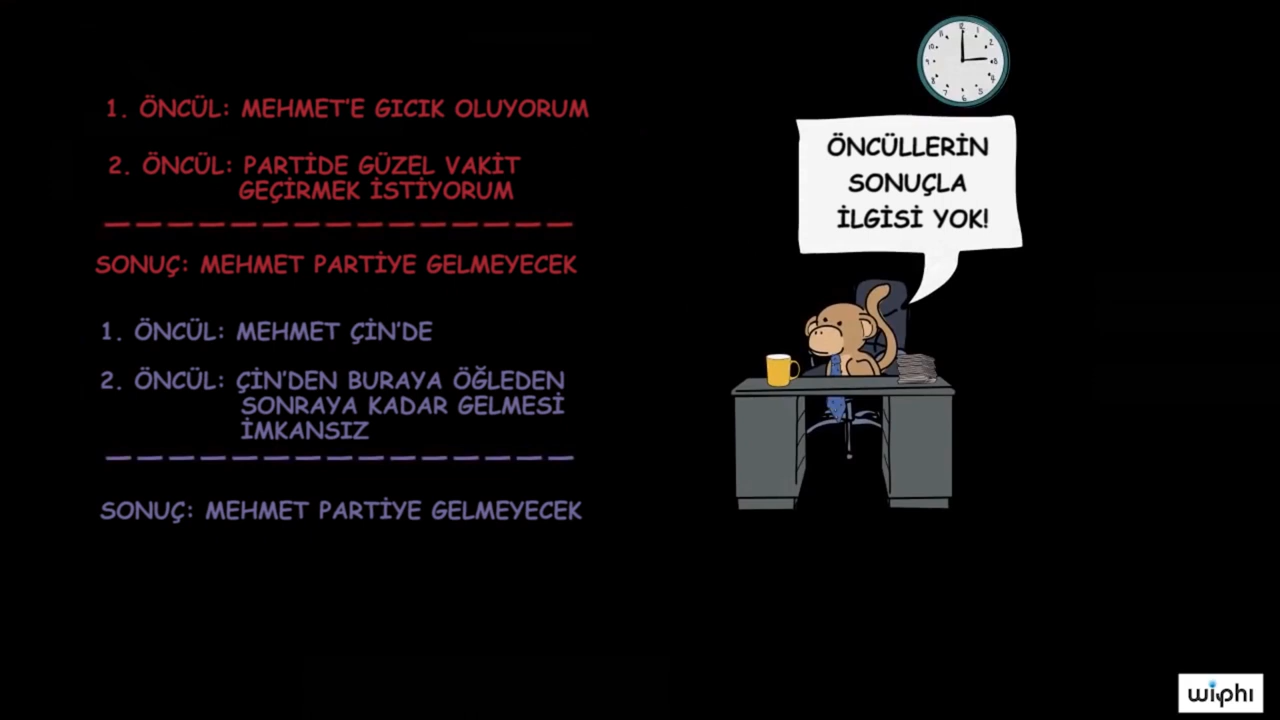 1. ÖNCÜL: MEHMET'E GICIK OLUYORUM
2. ÖNCÜL: PARTİDE GÜZEL VAKİT
GEÇİRMEK İSTİYORUM
SONUÇ: MEHMET PARTİYE GELMEYECEK
1. ÖNCÜL: MEHMET ÇİN'DE
2. ÖNCÜL: ÇİN'DEN BURAYA ÖĞLEDEN
SONRAYA KADAR GELMESİ
İMKANSIZ
SONUÇ: MEHMET PARTİYE GELMEYECEK
ÖNCÜLLERİN
SONUÇLA
İLGİSİ YOK!
wiphi